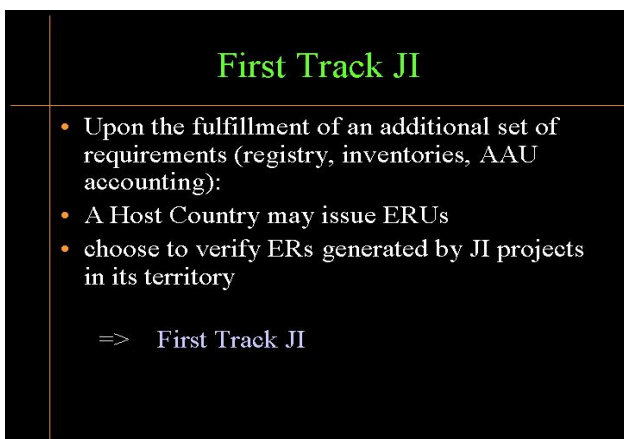 First Track JI
• Upon the fulfillment of an additional set of
requirements (registry, inventories, AAU
accounting):
• A Host Country may issue ERUs
• choose to verify ERs generated by JI projects
in its territory
=> First Track JI